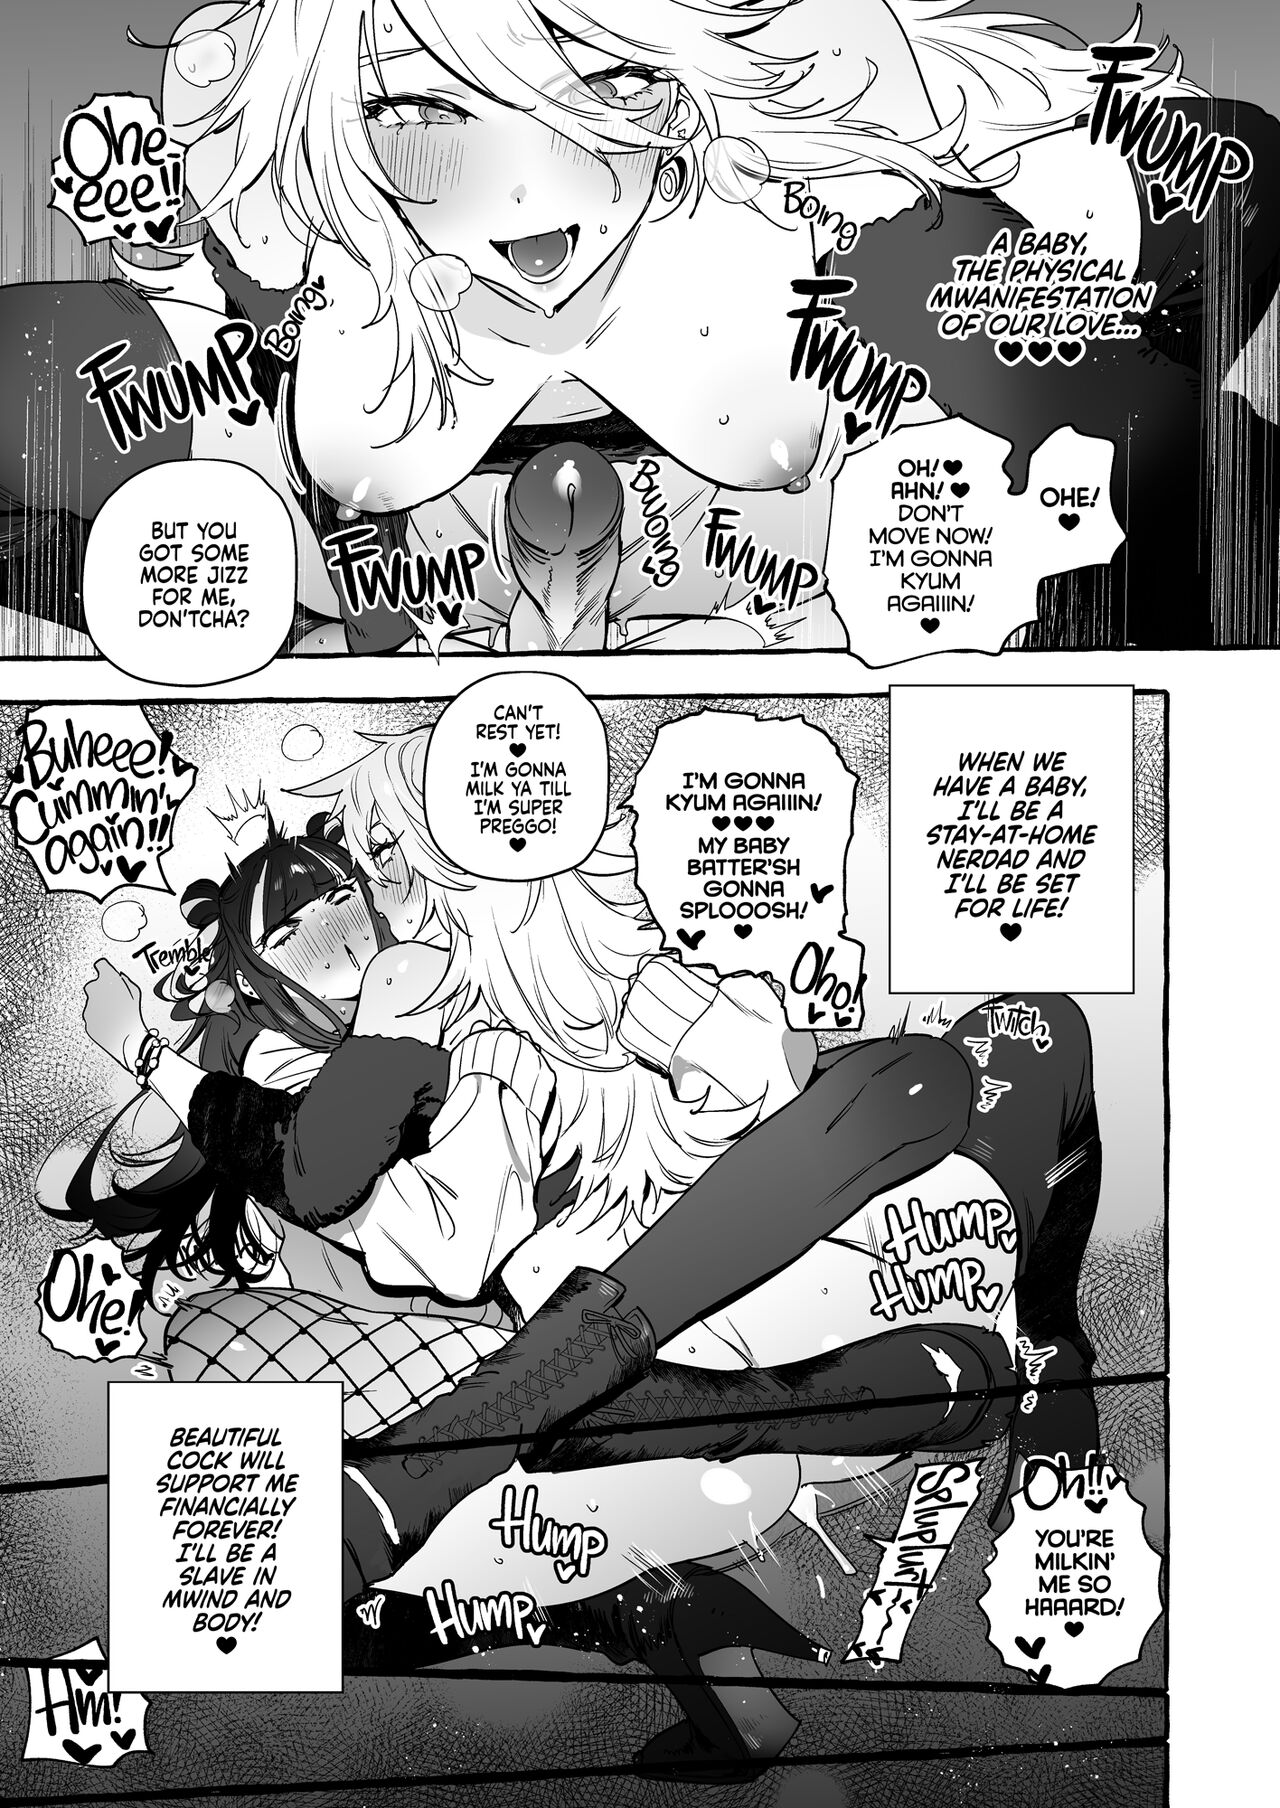 FWUMP
A BABY,
THE PHYSICAL
MWANIFESTATION
OF OUR LOVE...
♥♥♥
Boing
FWUMP
OHE!
♥
OH! ♥
AHN! ♥
DON'T
MOVE NOW!
I'M GONNA
KYUM
AGAIIIN!
♥
Ohe-
eeee!!
Boing
FWUMP
FWUMP
FWUMP
BUT YOU
GOT SOME
MORE JIZZ
FOR ME,
DON'TCHA?
WHEN WE
HAVE A BABY,
I'LL BE A
STAY-AT-HOME
NERDAD AND
I'LL BE SET
FOR LIFE!
♥
I'M GONNA
KYUM AGAIIIN!
♥♥♥
MY BABY
BATTER'SH
GONNA
SPLOOOSH!
♥
Oho!
CAN'T
REST YET!
♥
I'M GONNA
MILK YA TILL
I'M SUPER
PREGGO!
♥
Buheee!
Cummin'
again!!!
Tremble
Twitch
HUMP
HUMP
Ohe!
Oh!!
YOU'RE
MILKIN'
ME SO
HAAARD!
♥
HUMP
HUMP
BEAUTIFUL
COCK WILL
SUPPORT ME
FINANCIALLY
FOREVER!
I'LL BE A
SLAVE IN
MWIND AND
BODY!
♥